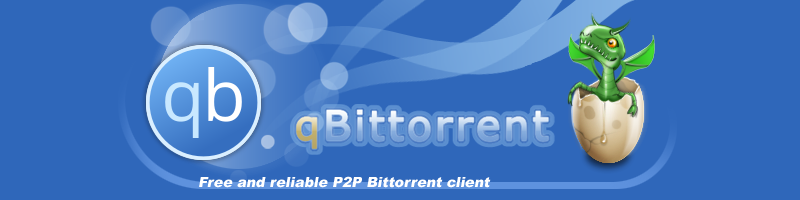 qb
qBittorrent
Free and reliable P2P Bittorrent client